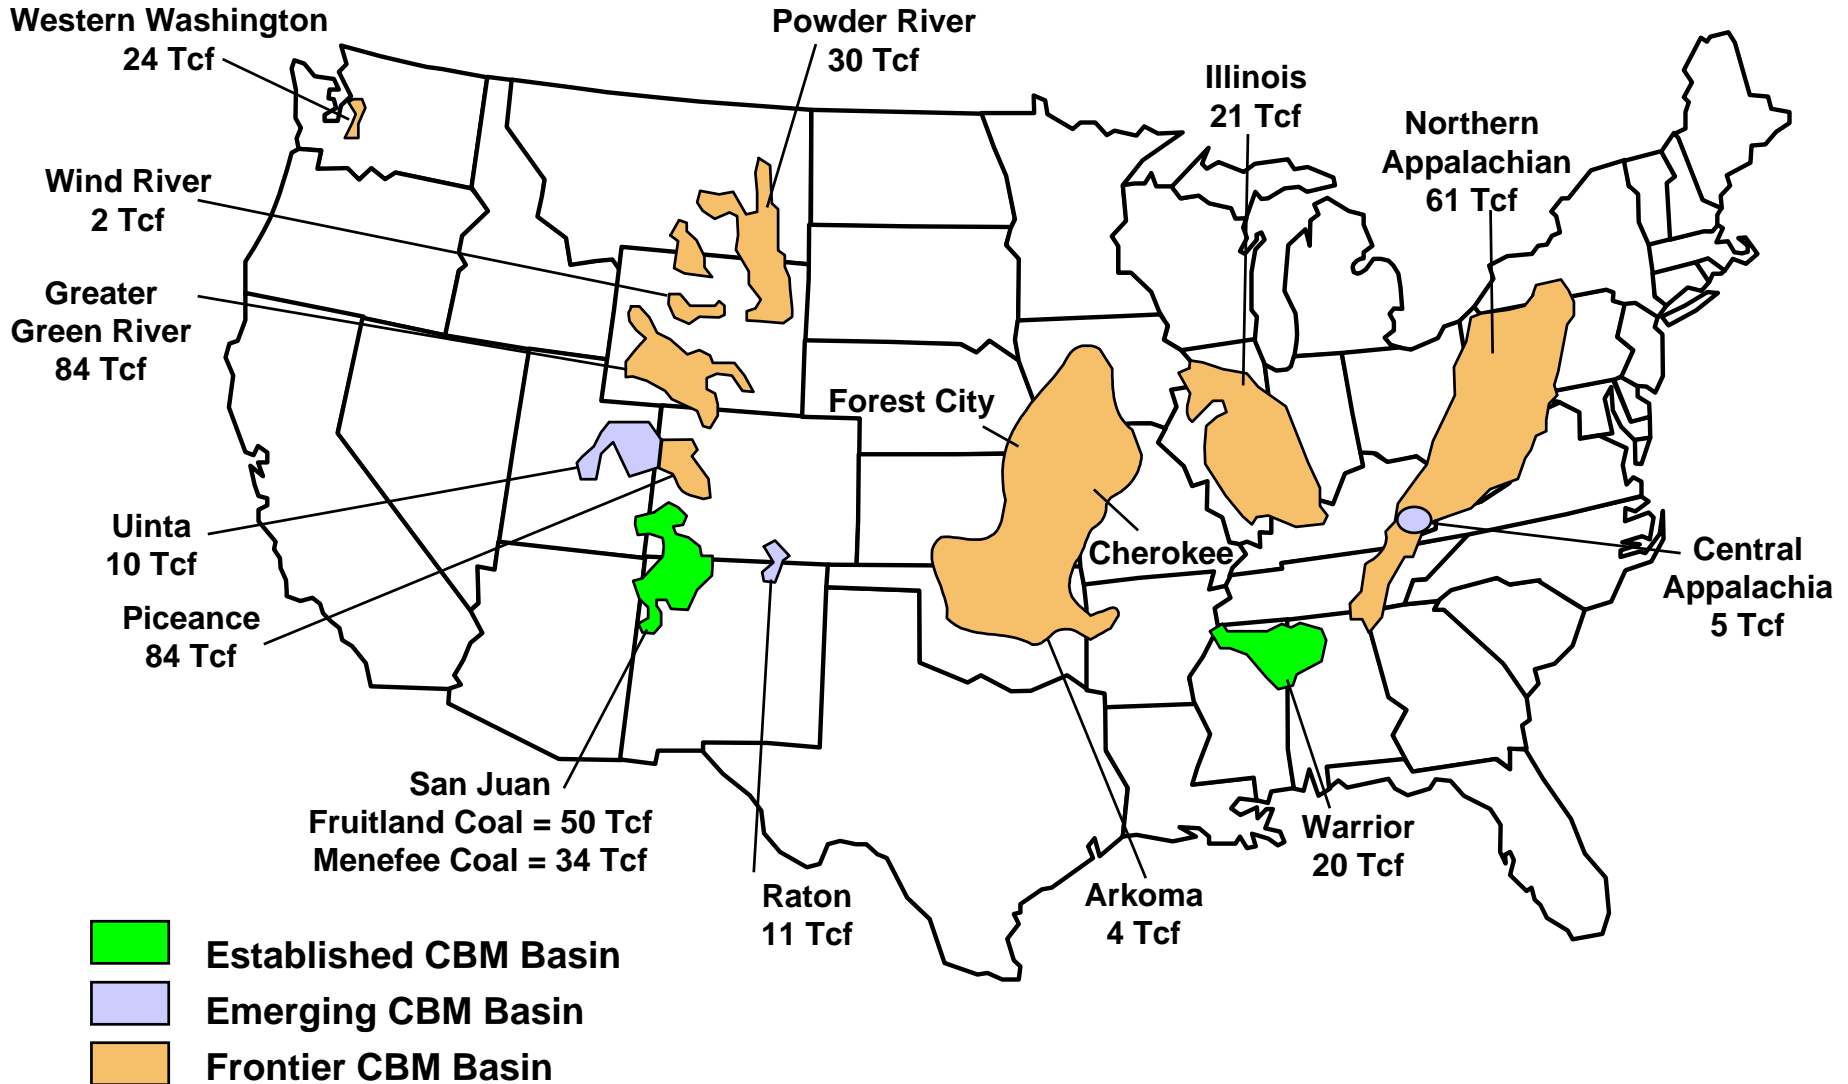 Western Washington
24 Tcf
Powder River
30 Tcf
Illinois
21 Tcf
Northern
Appalachian
61 Tcf
Wind River
2 Tcf
Greater
Green River
84 Tcf
Forest City
Uinta
10 Tcf
Cherokee
Central
Appalachia
5 Tcf
Piceance
84 Tcf
San Juan
Fruitland Coal = 50 Tcf
Menefee Coal = 34 Tcf
Raton
11 Tcf
Arkoma
4 Tcf
Warrior
20 Tcf
Established CBM Basin
Emerging CBM Basin
Frontier CBM Basin